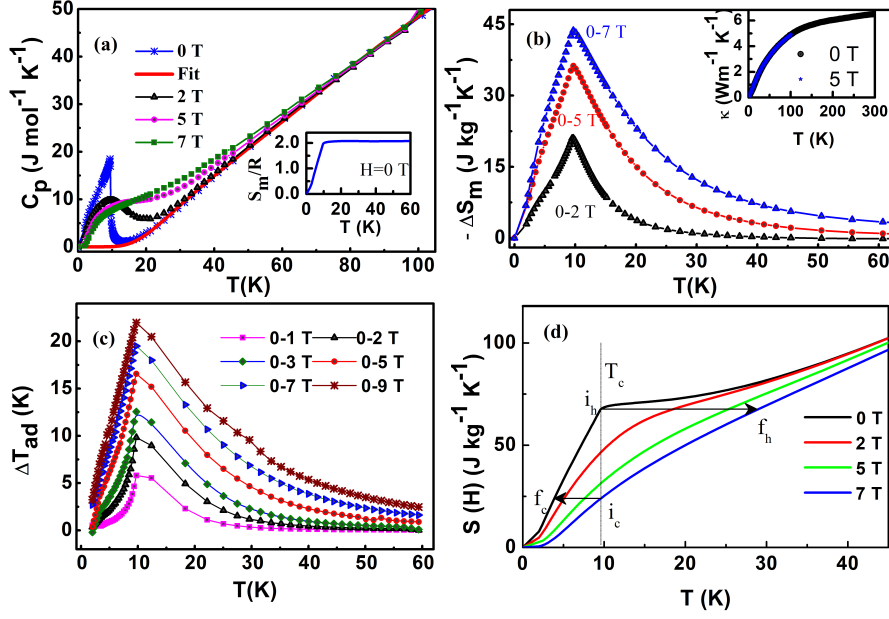 (a)
50
40
30
20
10
0
C_p (J mol⁻¹ K⁻¹)
0 T
Fit
2 T
5 T
7 T
2.0
1.0
0.0
S_m/R
H=0 T
0 20 40 60
T (K)
0 20 40 60 80 100
T(K)
(b)
45
30
15
0
- ΔS_m (J kg⁻¹K⁻¹)
0-7 T
0-5 T
0-2 T
6
4
2
0
κ (Wm⁻¹ K⁻¹)
0 T
5 T
0 100 200 300
T (K)
0 10 20 30 40 50 60
T(K)
(c)
20
15
10
5
0
ΔT_ad (K)
0-1 T 0-2 T
0-3 T 0-5 T
0-7 T 0-9 T
0 10 20 30 40 50 60
T(K)
(d)
100
75
50
25
0
S (H) (J kg⁻¹ K⁻¹)
T_c
i_h
f_h
f_c
i_c
0 T
2 T
5 T
7 T
0 10 20 30 40
T (K)